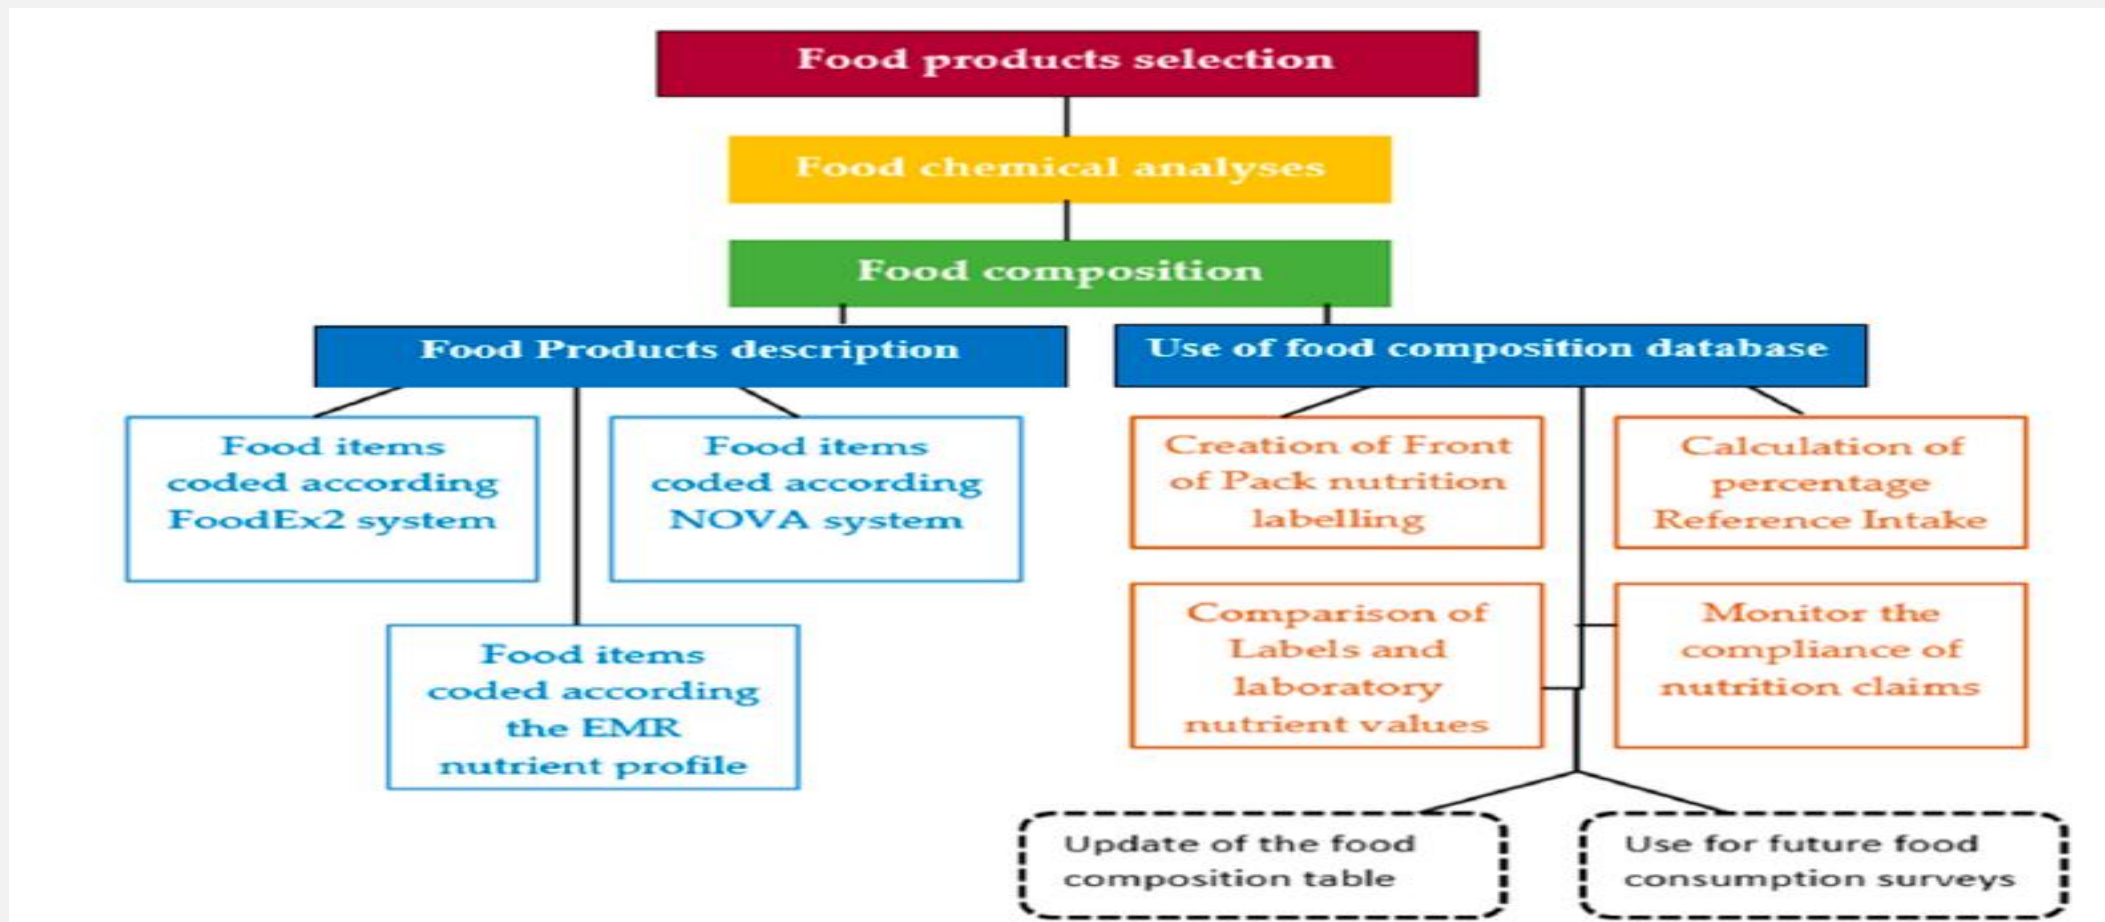 Food products selection
Food chemical analyses
Food composition
Food Products description
Use of food composition database
Food items
coded according
FoodEx2 system
Food items
coded according
NOVA system
Food items
coded according
the EMR
nutrient profile
Creation of Front
of Pack nutrition
labelling
Calculation of
percentage
Reference Intake
Comparison of
Labels and
laboratory
nutrient values
Monitor the
compliance of
nutrition claims
Update of the food
composition table
Use for future food
consumption surveys